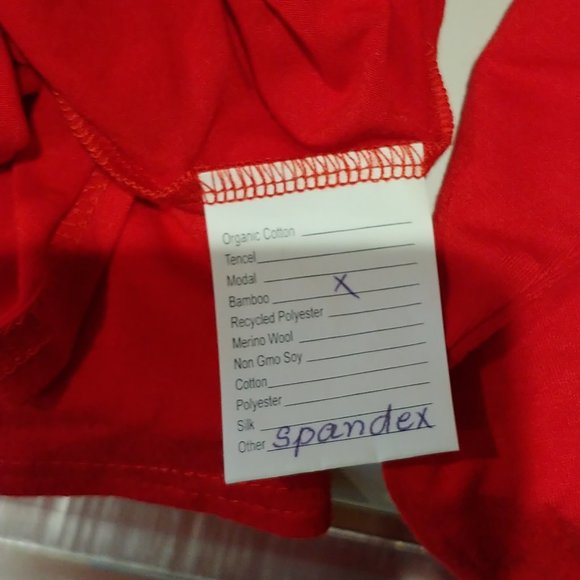 Organic Cotton
Tencel
Modal
Bamboo X
Recycled Polyester
Merino Wool
Non Gmo Soy
Cotton
Polyester
Silk
Other spandex